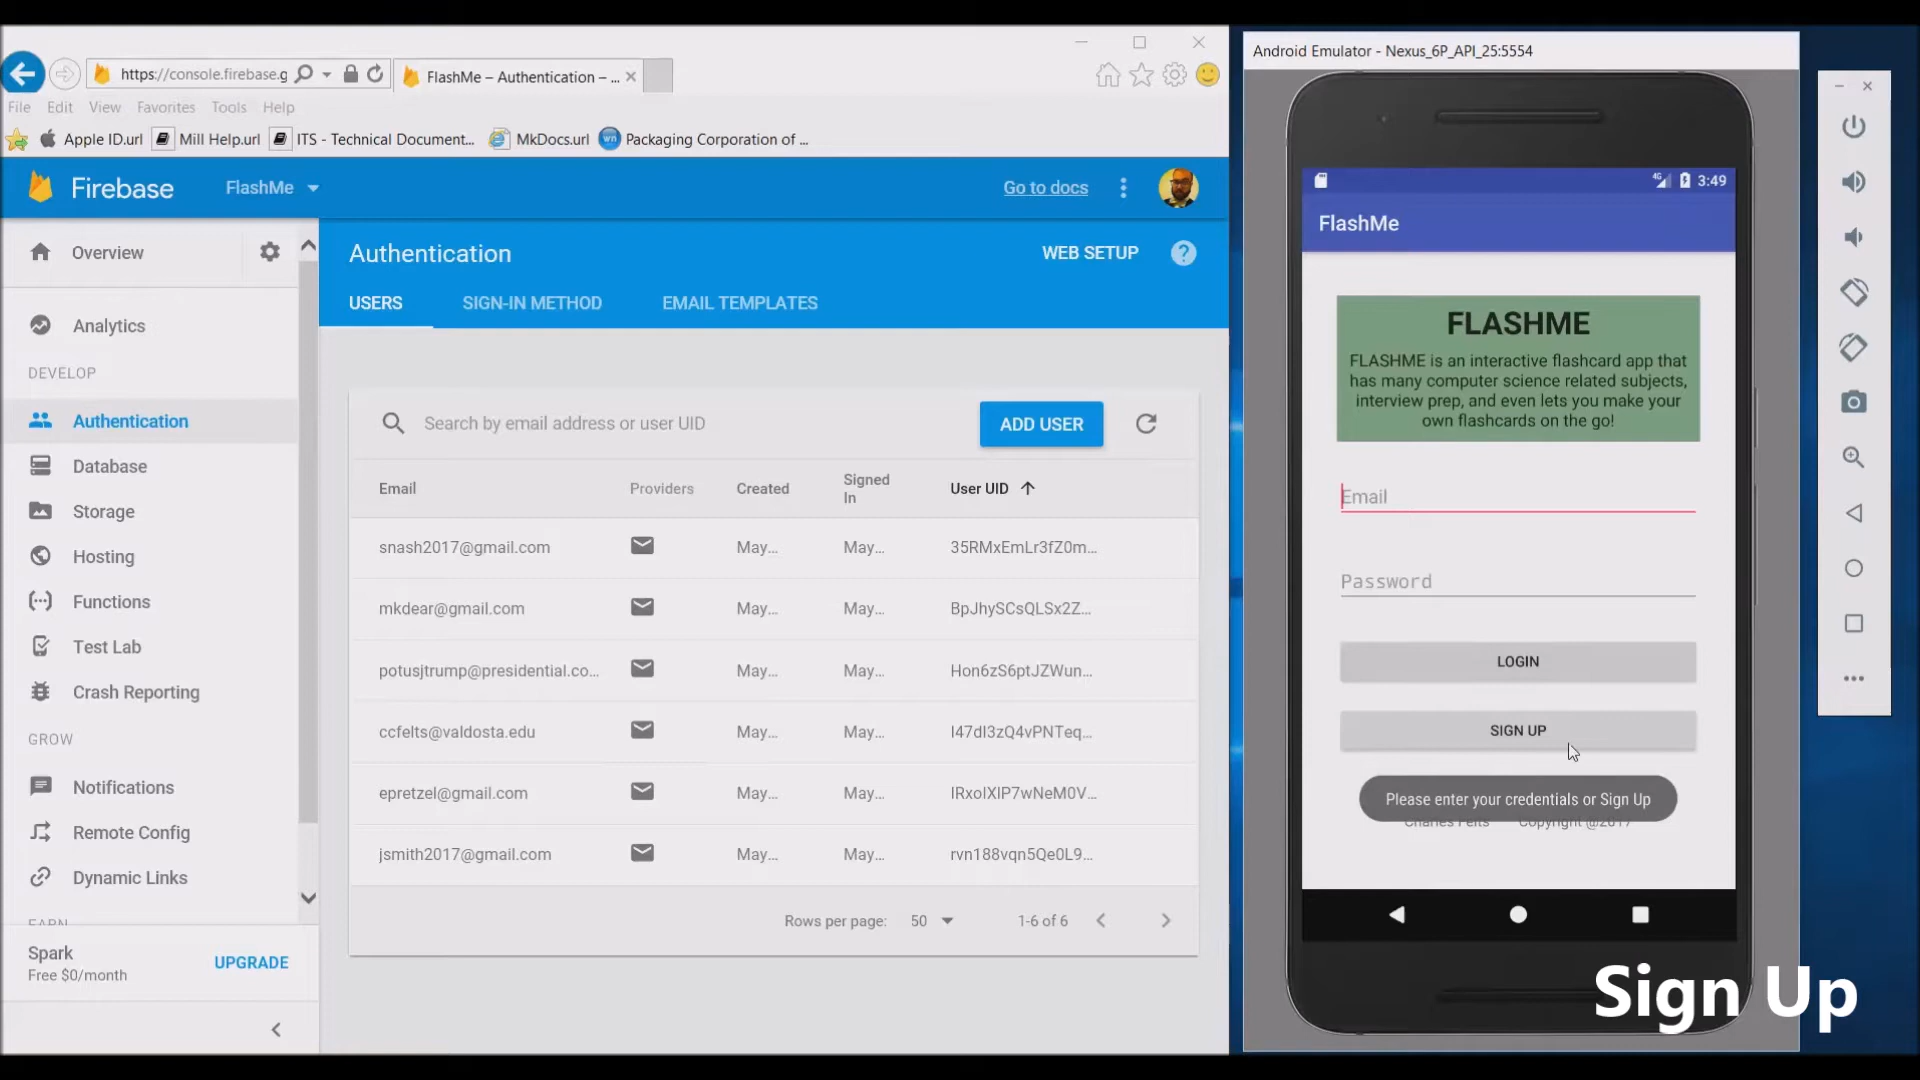 https://console.firebase.g
FlashMe – Authentication – ...
File Edit View Favorites Tools Help
Apple ID.url Mill Help.url ITS - Technical Document... MkDocs.url Packaging Corporation of ...
Firebase FlashMe Go to docs
Overview
Analytics
DEVELOP
Authentication
Database
Storage
Hosting
Functions
Test Lab
Crash Reporting
GROW
Notifications
Remote Config
Dynamic Links
EARN
Spark
Free $0/month
UPGRADE
Authentication
WEB SETUP
USERS SIGN-IN METHOD EMAIL TEMPLATES
Search by email address or user UID
ADD USER
Email Providers Created Signed In User UID
snash2017@gmail.com May... May... 35RMxEmLr3fZ0m...
mkdear@gmail.com May... May... BpJhySCsQLSx2Z...
potusjtrump@presidential.co... May... May... Hon6zS6ptJZWun...
ccfelts@valdosta.edu May... May... I47dI3zQ4vPNTeq...
epretzel@gmail.com May... May... IRxoIXIP7wNeM0V...
jsmith2017@gmail.com May... May... rvn188vqn5Qe0L9...
Rows per page: 50 1-6 of 6
Android Emulator - Nexus_6P_API_25:5554
4G 3:49
FlashMe
FLASHME
FLASHME is an interactive flashcard app that
has many computer science related subjects,
interview prep, and even lets you make your
own flashcards on the go!
Email
Password
LOGIN
SIGN UP
Please enter your credentials or Sign Up
Charles Felts Copyright @2017
Sign Up